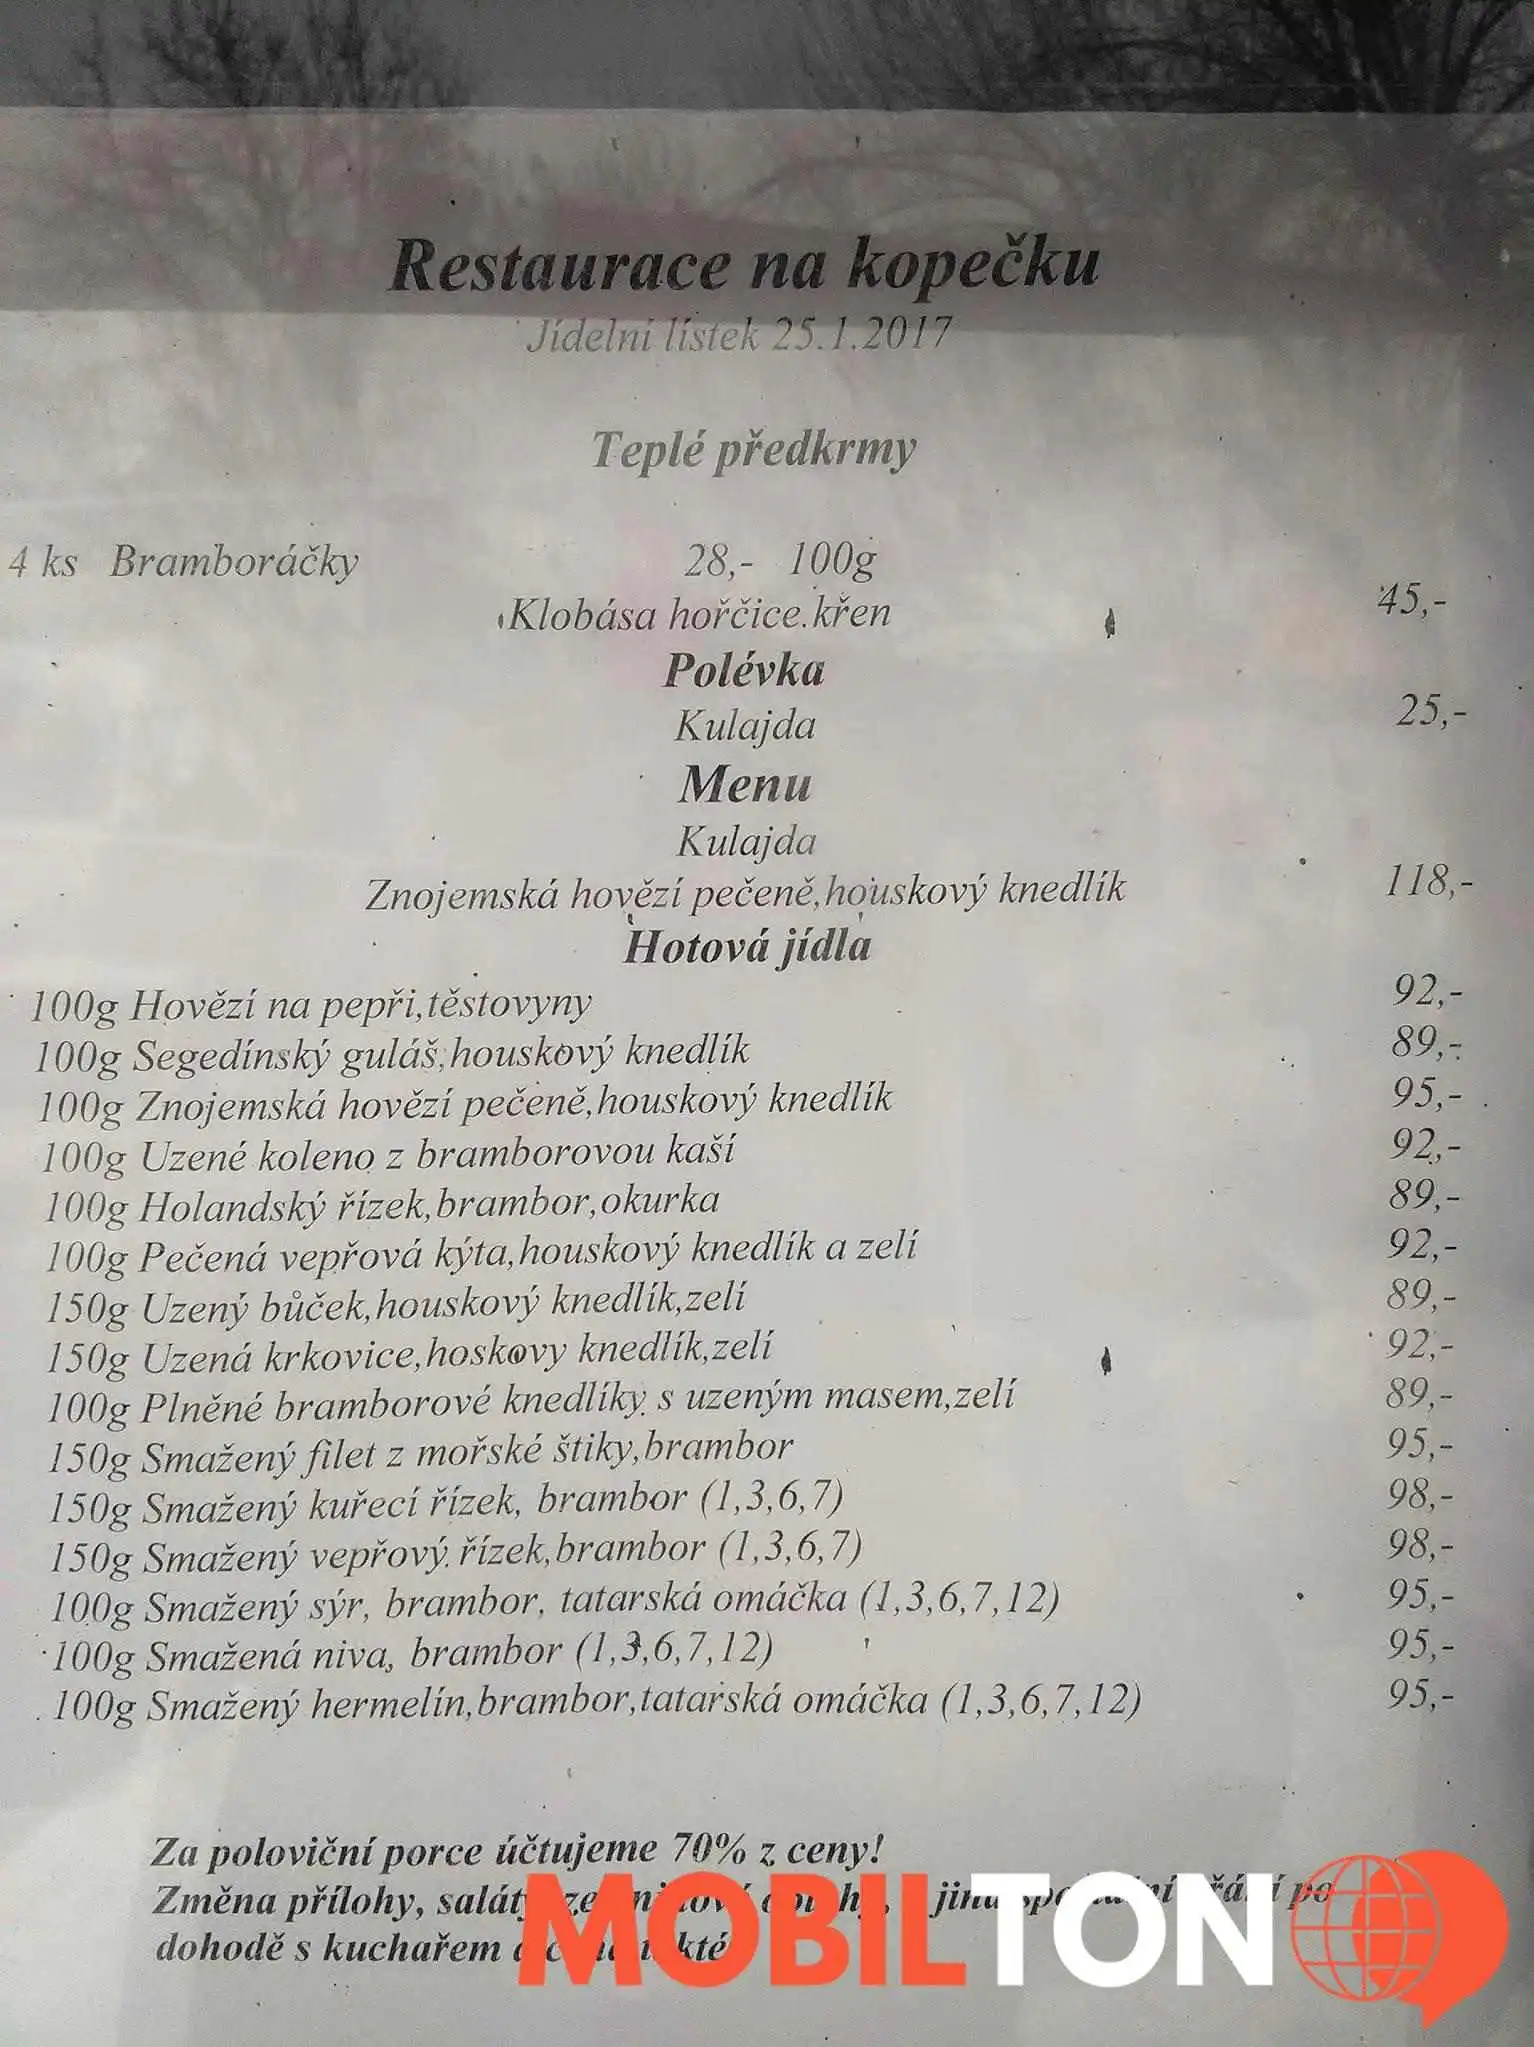 Restaurace na kopečku
Jídelní lístek 25.1.2017
Teplé předkrmy
4 ks Bramboráčky 28,- 100g
Klobása hořčice.křen 45,-
Polévka
Kulajda 25,-
Menu
Kulajda
Znojemská hovězí pečeně,houskový knedlík 118,-
Hotová jídla
100g Hovězí na pepři,těstovyny 92,-
100g Segedínský guláš,houskový knedlík 89,-
100g Znojemská hovězí pečeně,houskový knedlík 95,-
100g Uzené koleno z bramborovou kaší 92,-
100g Holandský řízek,brambor,okurka 89,-
100g Pečená vepřová kýta,houskový knedlík a zelí 92,-
150g Uzený bůček,houskový knedlík,zelí 89,-
150g Uzená krkovice,hoskovy knedlík,zelí 92,-
100g Plněné bramborové knedlíky s uzeným masem,zelí 89,-
150g Smažený filet z mořské štiky,brambor 95,-
150g Smažený kuřecí řízek, brambor (1,3,6,7) 98,-
150g Smažený vepřový řízek,brambor (1,3,6,7) 98,-
100g Smažený sýr, brambor, tatarská omáčka (1,3,6,7,12) 95,-
100g Smažená niva, brambor (1,3,6,7,12) 95,-
100g Smažený hermelín,brambor,tatarská omáčka (1,3,6,7,12) 95,-
Za poloviční porce účtujeme 70% z ceny!
Změna přílohy, po
dohodě s kuchařem
MOBILTON